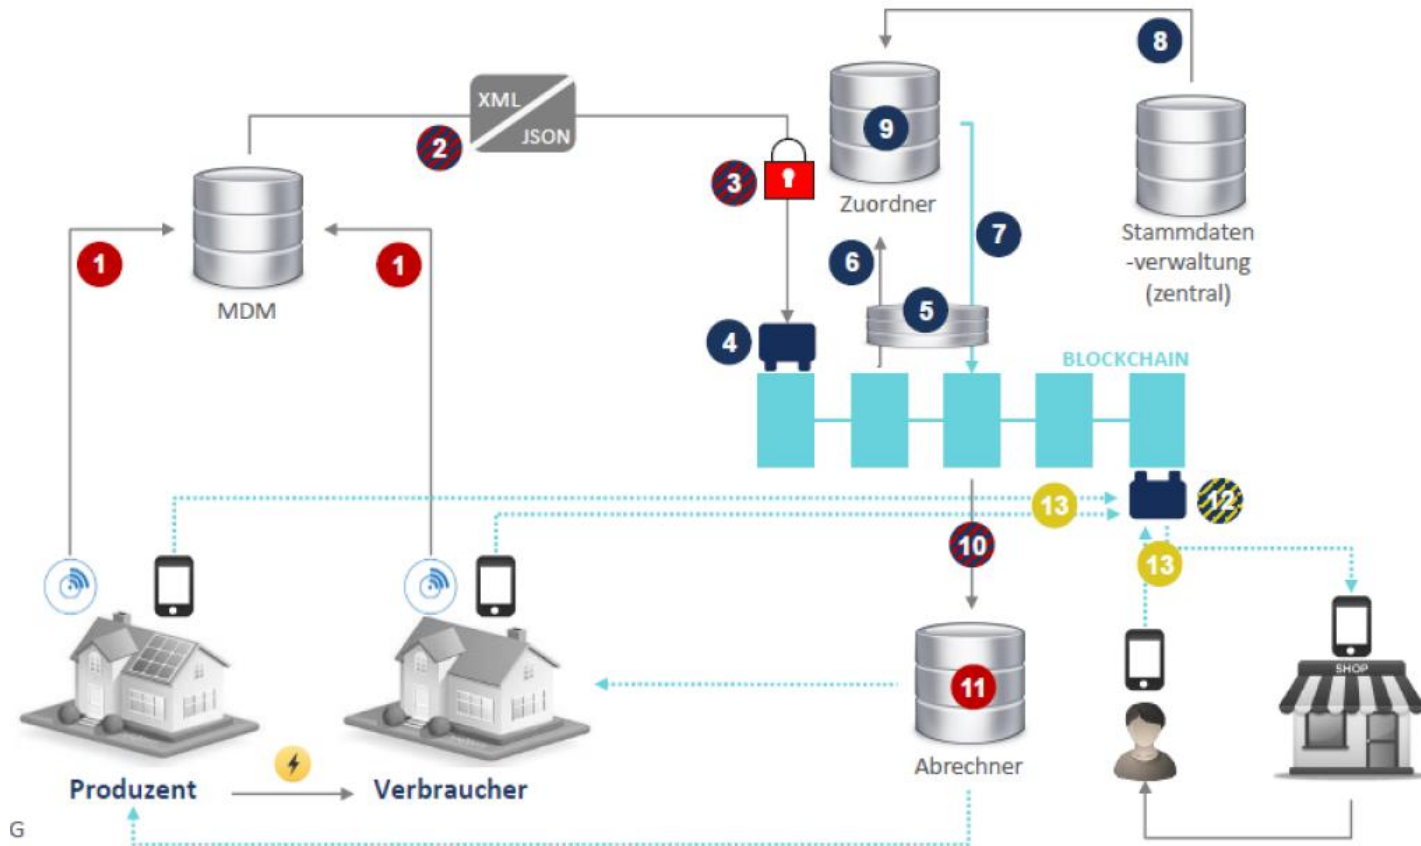 8
XML
JSON
2
9
3
Zuordner
7
Stammdaten
-verwaltung
(zentral)
1
1
6
MDM
5
4
BLOCKCHAIN
13
12
10
13
SHOP
11
Abrechner
Produzent
Verbraucher
G